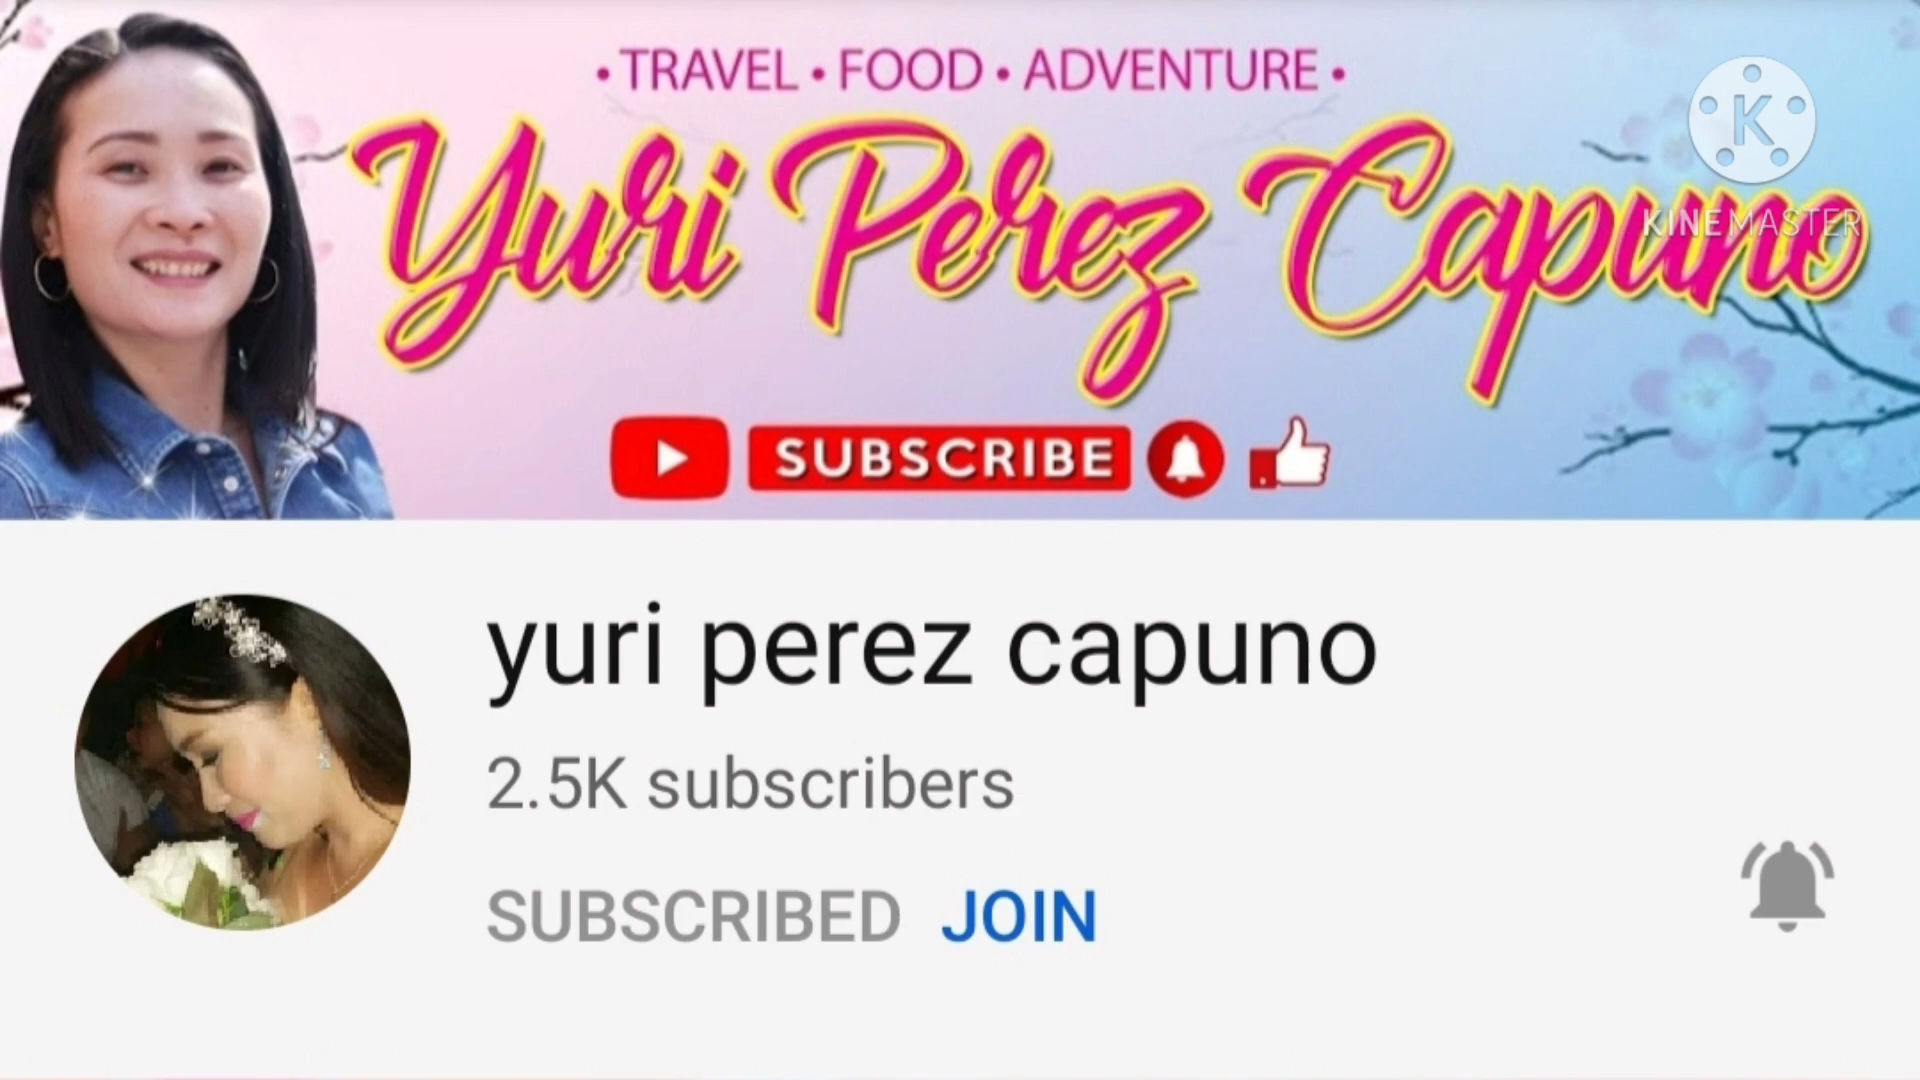 • TRAVEL • FOOD • ADVENTURE •
Yuri Perez Capuno
K
KINEMASTER
SUBSCRIBE
yuri perez capuno
2.5K subscribers
SUBSCRIBED JOIN